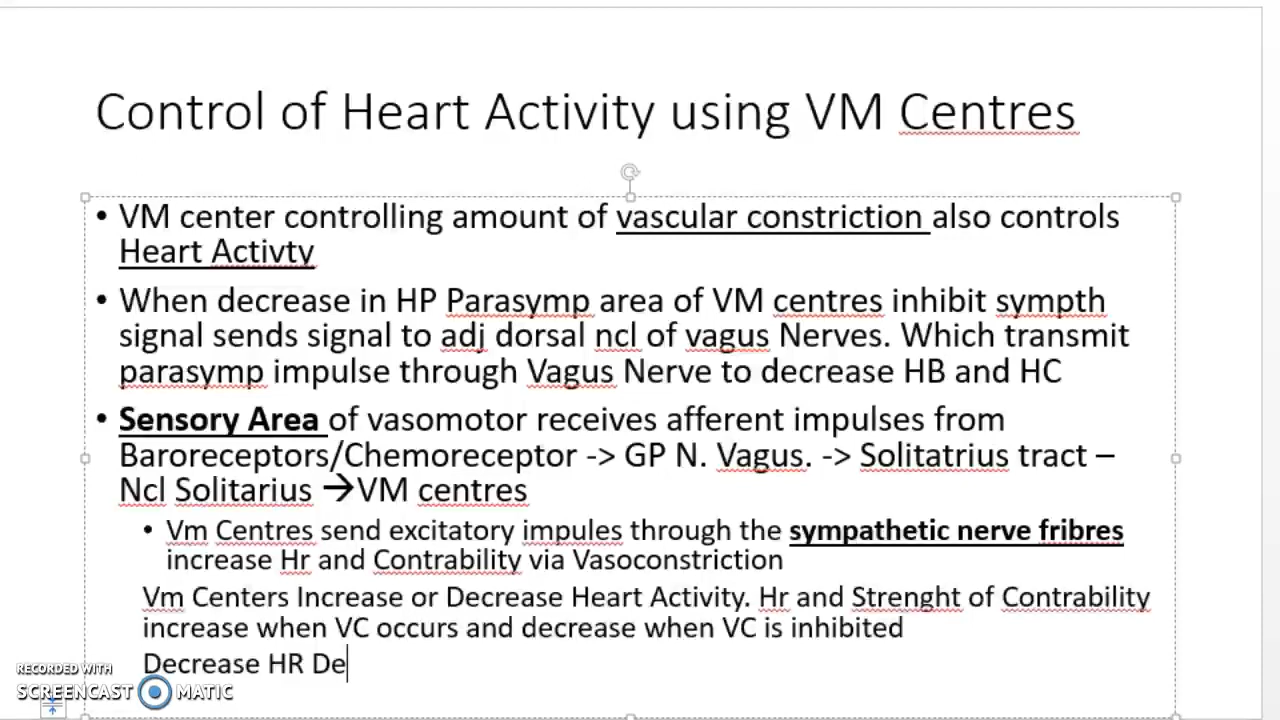 Control of Heart Activity using VM Centres
• VM center controlling amount of vascular constriction also controls
Heart Activty
• When decrease in HP Parasymp area of VM centres inhibit sympth
signal sends signal to adj dorsal ncl of vagus Nerves. Which transmit
parasymp impulse through Vagus Nerve to decrease HB and HC
• Sensory Area of vasomotor receives afferent impulses from
Baroreceptors/Chemoreceptor -> GP N. Vagus. -> Solitatrius tract –
Ncl Solitarius →VM centres
• Vm Centres send excitatory impules through the sympathetic nerve fribres
increase Hr and Contrability via Vasoconstriction
Vm Centers Increase or Decrease Heart Activity. Hr and Strenght of Contrability
increase when VC occurs and decrease when VC is inhibited
Decrease HR De
RECORDED WITH
SCREENCAST MATIC